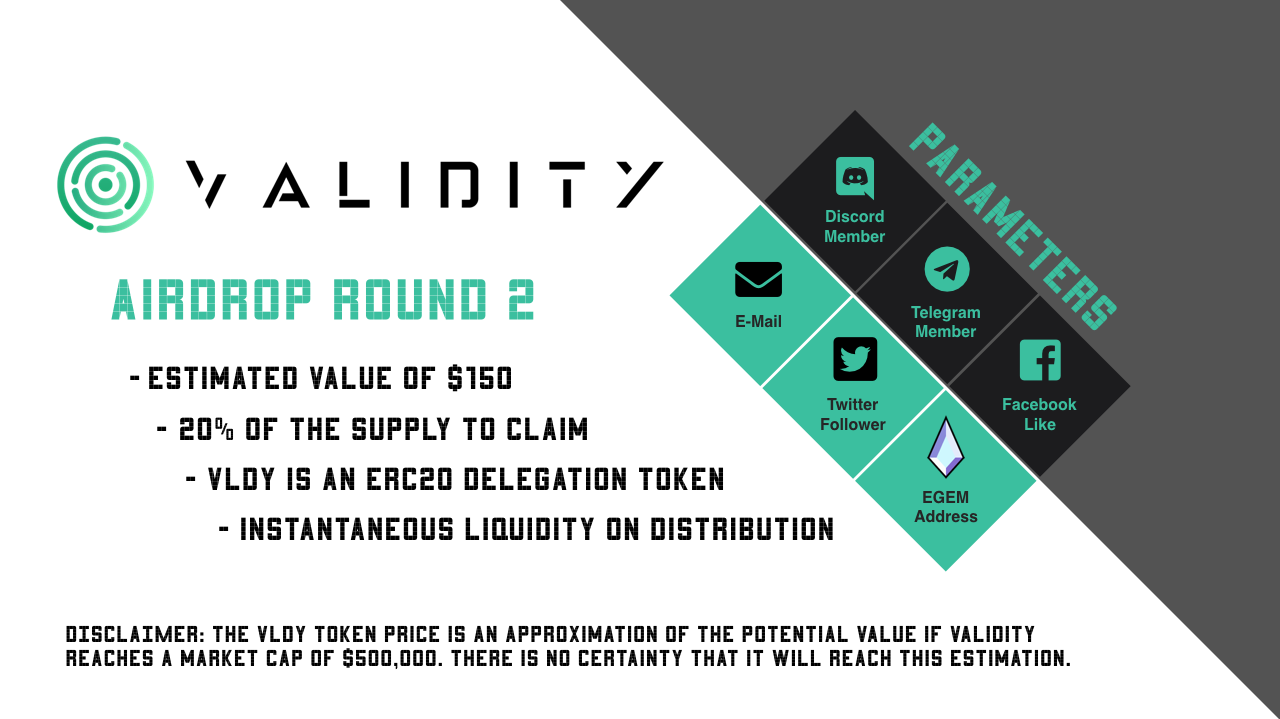 VALIDITY
AIRDROP ROUND 2
- ESTIMATED VALUE OF $150
- 20% OF THE SUPPLY TO CLAIM
- VLDY IS AN ERC20 DELEGATION TOKEN
- INSTANTANEOUS LIQUIDITY ON DISTRIBUTION
PARAMETERS
Discord
Member
Telegram
Member
Facebook
Like
E-Mail
Twitter
Follower
EGEM
Address
DISCLAIMER: THE VLDY TOKEN PRICE IS AN APPROXIMATION OF THE POTENTIAL VALUE IF VALIDITY
REACHES A MARKET CAP OF $500,000. THERE IS NO CERTAINTY THAT IT WILL REACH THIS ESTIMATION.